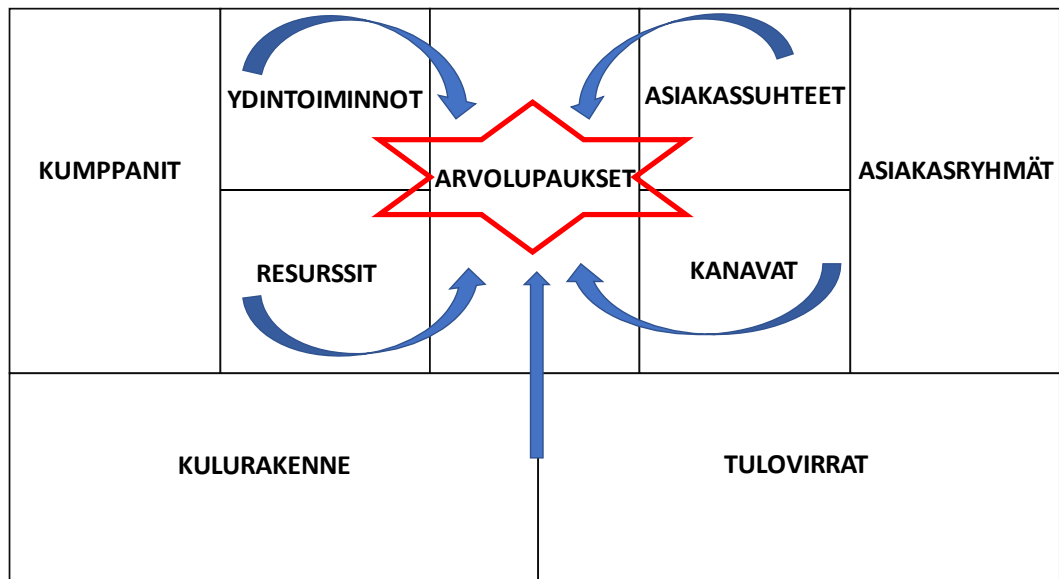 YDINTOIMINNOT
ASIAKASSUHTEET
KUMPPANIT
ARVOLUPAUKSET
ASIAKASRYHMÄT
RESURSSIT
KANAVAT
KULURAKENNE
TULOVIRRAT